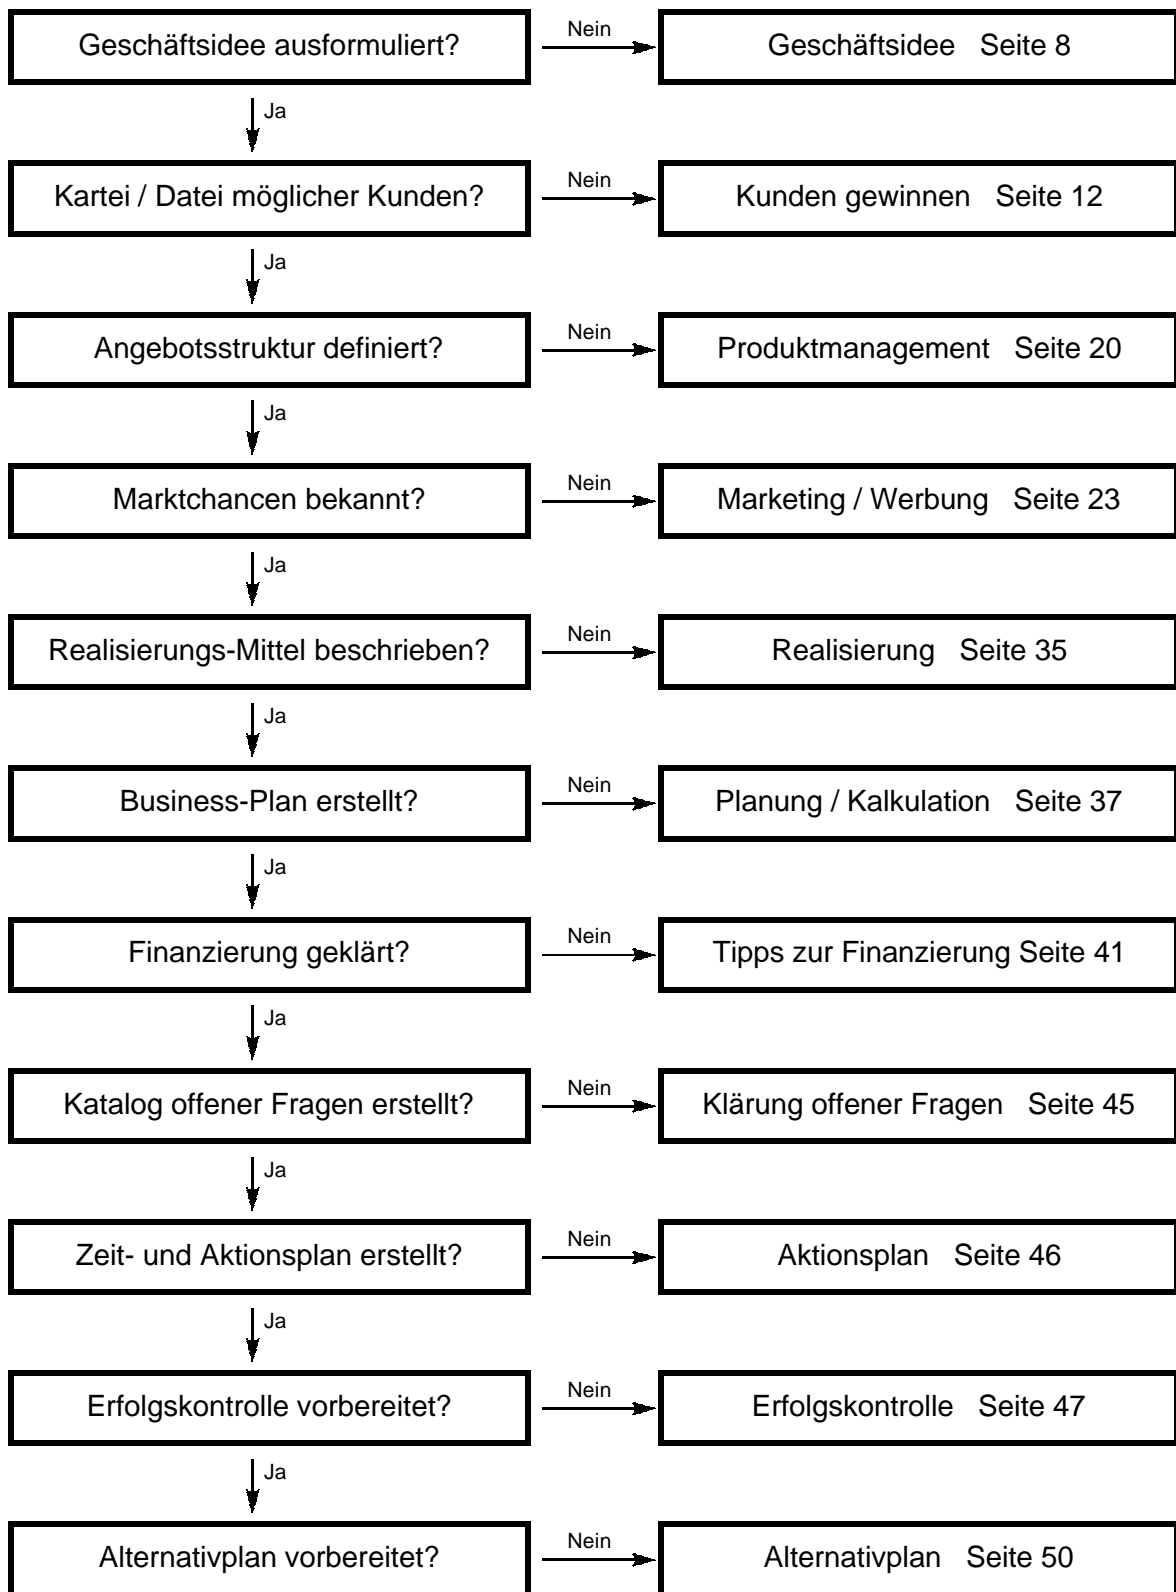 Geschäftsidee ausformuliert?
Nein
Geschäftsidee Seite 8
Ja
Kartei / Datei möglicher Kunden?
Nein
Kunden gewinnen Seite 12
Ja
Angebotsstruktur definiert?
Nein
Produktmanagement Seite 20
Ja
Marktchancen bekannt?
Nein
Marketing / Werbung Seite 23
Ja
Realisierungs-Mittel beschrieben?
Nein
Realisierung Seite 35
Ja
Business-Plan erstellt?
Nein
Planung / Kalkulation Seite 37
Ja
Finanzierung geklärt?
Nein
Tipps zur Finanzierung Seite 41
Ja
Katalog offener Fragen erstellt?
Nein
Klärung offener Fragen Seite 45
Ja
Zeit- und Aktionsplan erstellt?
Nein
Aktionsplan Seite 46
Ja
Erfolgskontrolle vorbereitet?
Nein
Erfolgskontrolle Seite 47
Ja
Alternativplan vorbereitet?
Nein
Alternativplan Seite 50